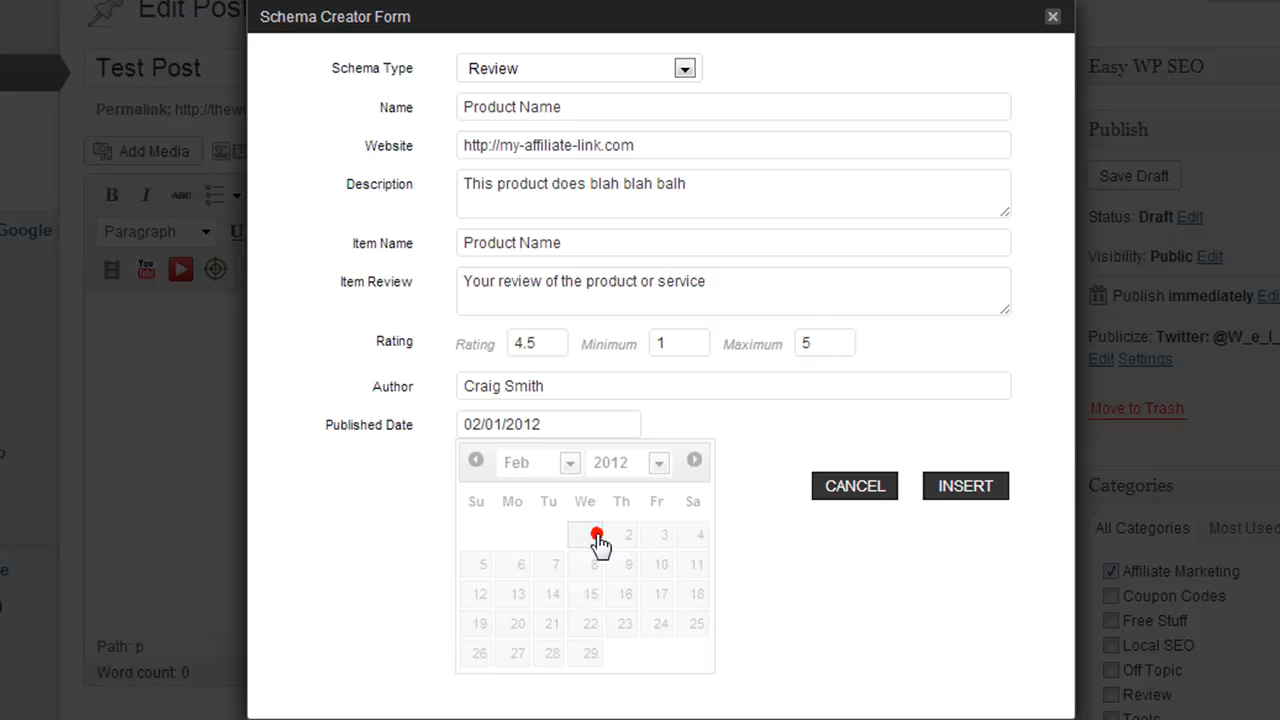 Schema Creator Form
Edit Post
Test Post
Permalink: http://thewi
Add Media
B I ABC
Paragraph U
You Tube
Google
Path: p
Word count: 0
Schema Type Review
Name Product Name
Website http://my-affiliate-link.com
Description This product does blah blah balh
Item Name Product Name
Item Review Your review of the product or service
Rating Rating 4.5 Minimum 1 Maximum 5
Author Craig Smith
Published Date 02/01/2012
Feb 2012
Su Mo Tu We Th Fr Sa
2 3 4
5 6 7 8 9 10 11
12 13 14 15 16 17 18
19 20 21 22 23 24 25
26 27 28 29
CANCEL INSERT
Easy WP SEO
Publish
Save Draft
Status: Draft Edit
Visibility: Public Edit
Publish immediately Edi
Publicize: Twitter: @W_e_l_
Edit Settings
Move to Trash
Categories
All Categories Most Used
Affiliate Marketing
Coupon Codes
Free Stuff
Local SEO
Off Topic
Review
Tools